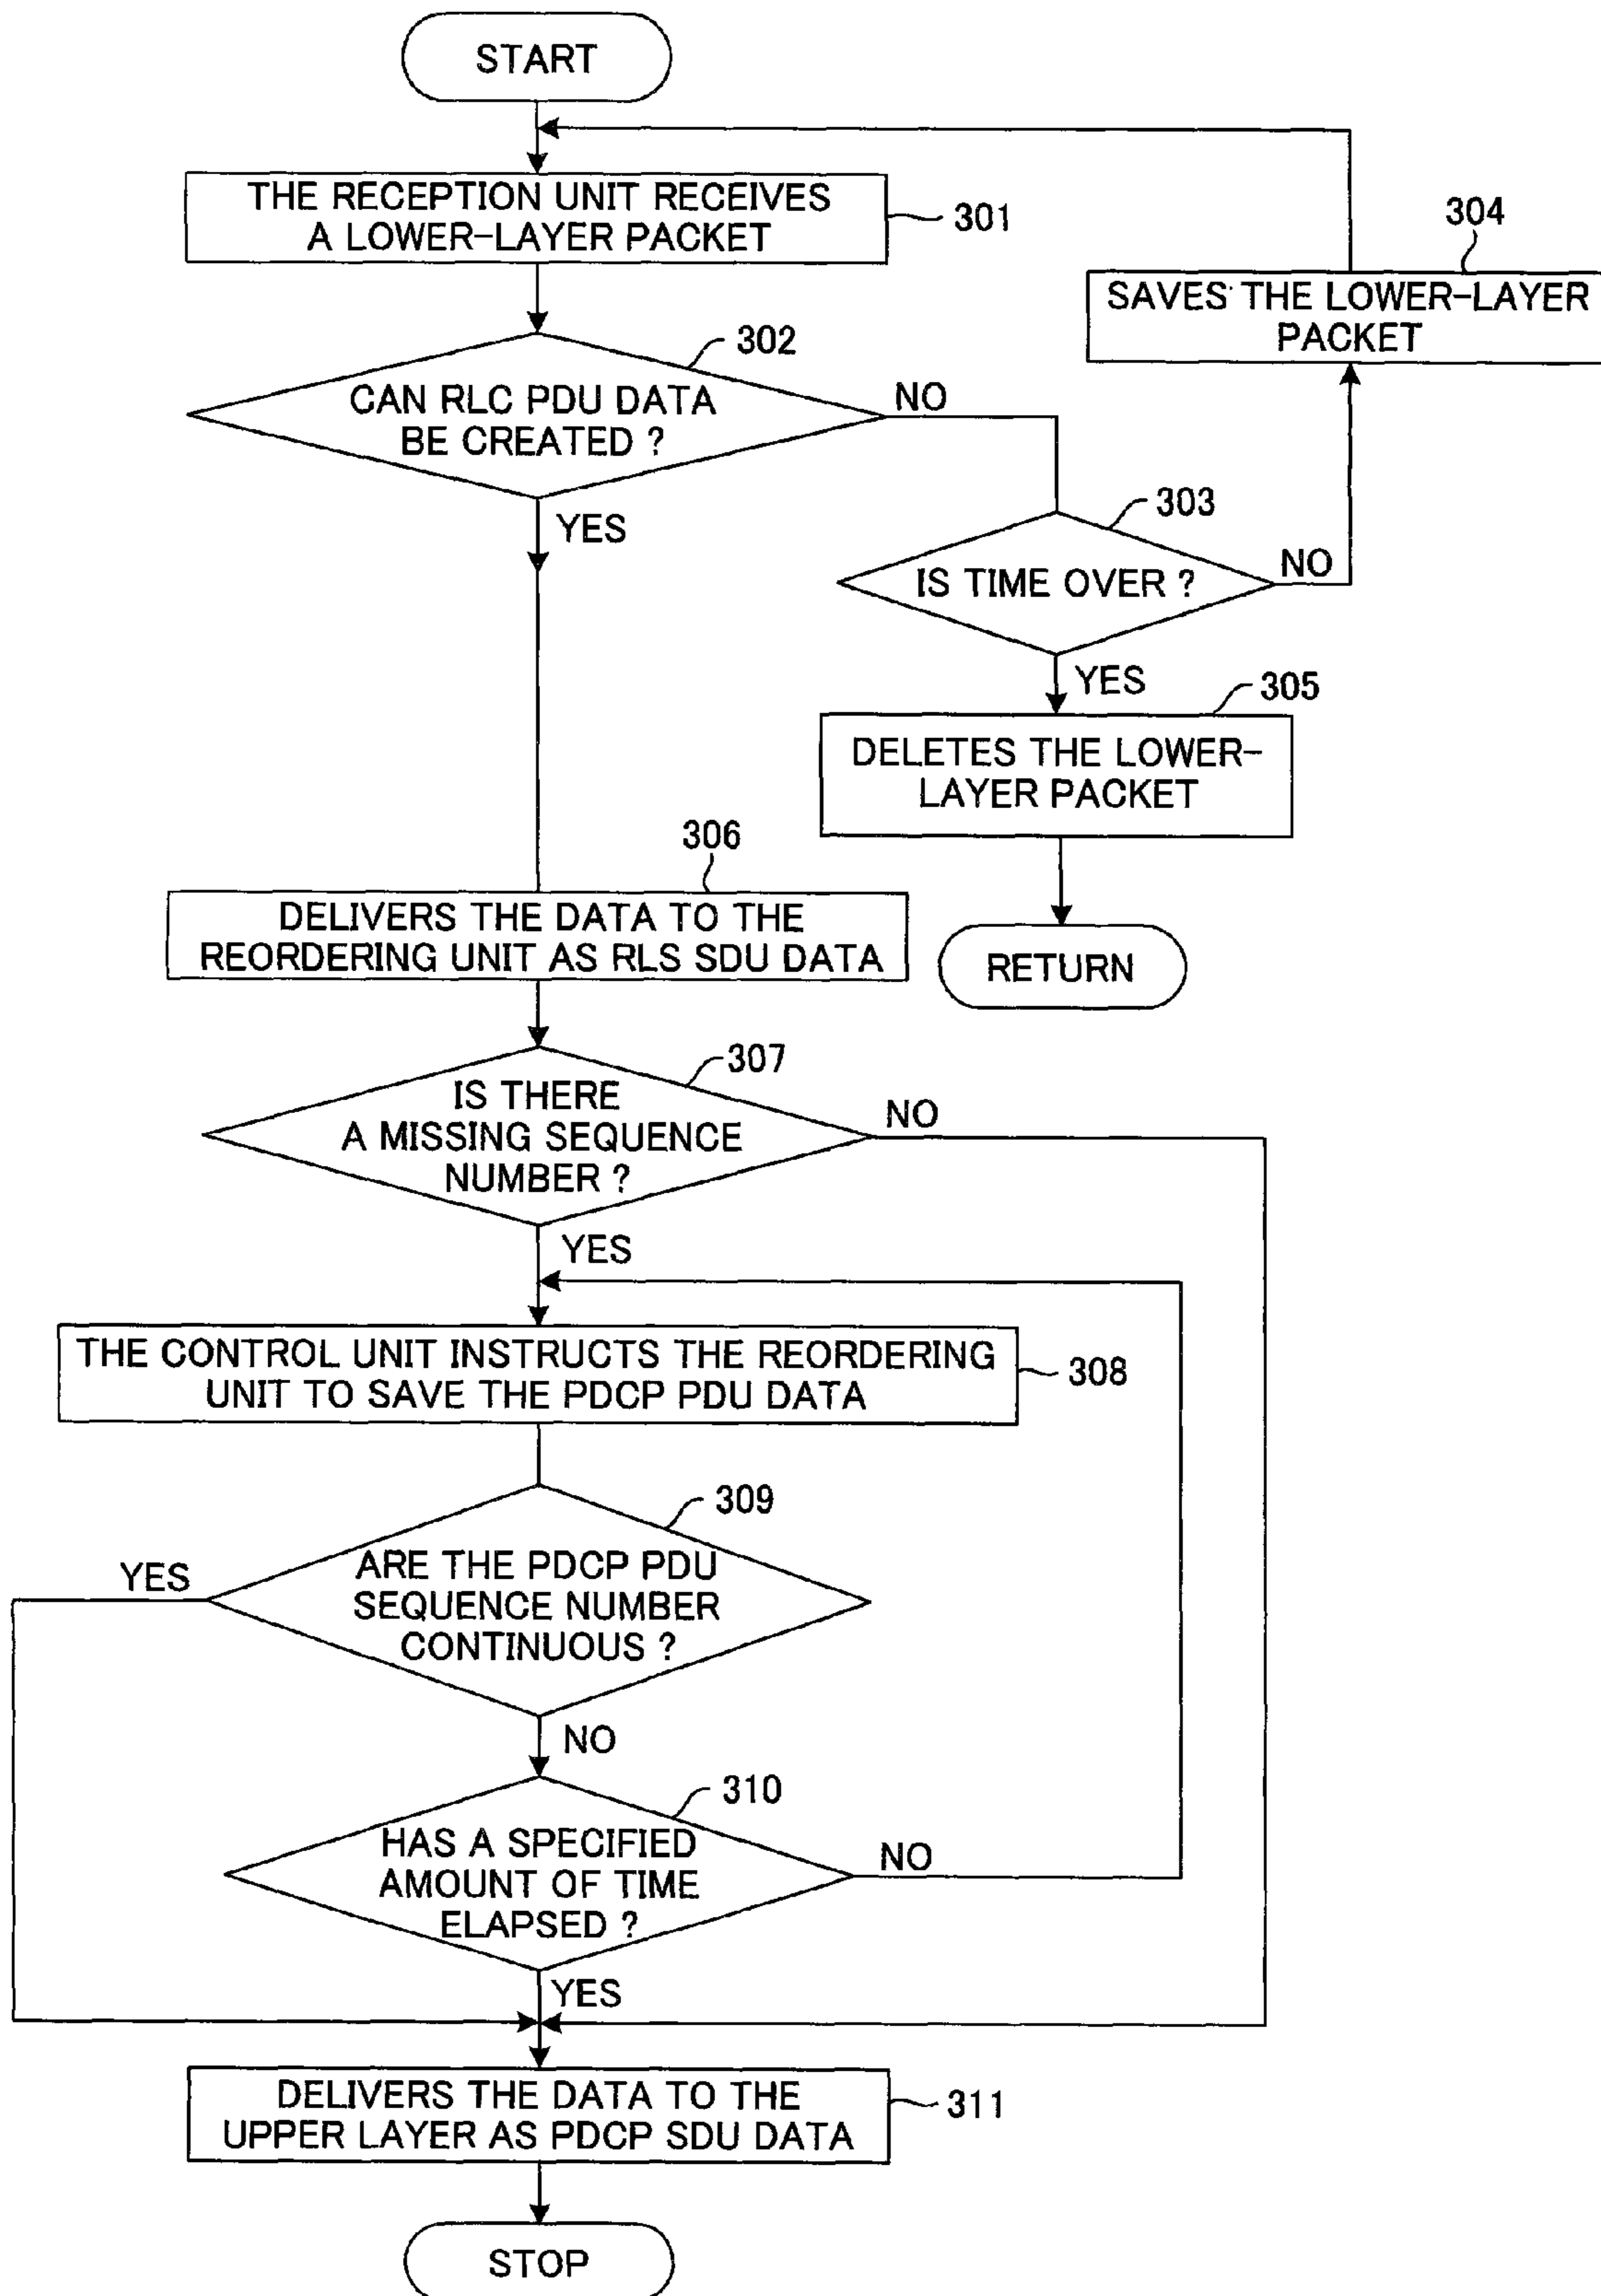 START
THE RECEPTION UNIT RECEIVES
A LOWER-LAYER PACKET
301
304
SAVES THE LOWER-LAYER
PACKET
302
CAN RLC PDU DATA
BE CREATED ?
NO
YES
303
IS TIME OVER ?
NO
YES
305
DELETES THE LOWER-
LAYER PACKET
RETURN
306
DELIVERS THE DATA TO THE
REORDERING UNIT AS RLS SDU DATA
307
IS THERE
A MISSING SEQUENCE
NUMBER ?
NO
YES
THE CONTROL UNIT INSTRUCTS THE REORDERING
UNIT TO SAVE THE PDCP PDU DATA
308
309
ARE THE PDCP PDU
SEQUENCE NUMBER
CONTINUOUS ?
YES
NO
310
HAS A SPECIFIED
AMOUNT OF TIME
ELAPSED ?
NO
YES
DELIVERS THE DATA TO THE
UPPER LAYER AS PDCP SDU DATA
311
STOP